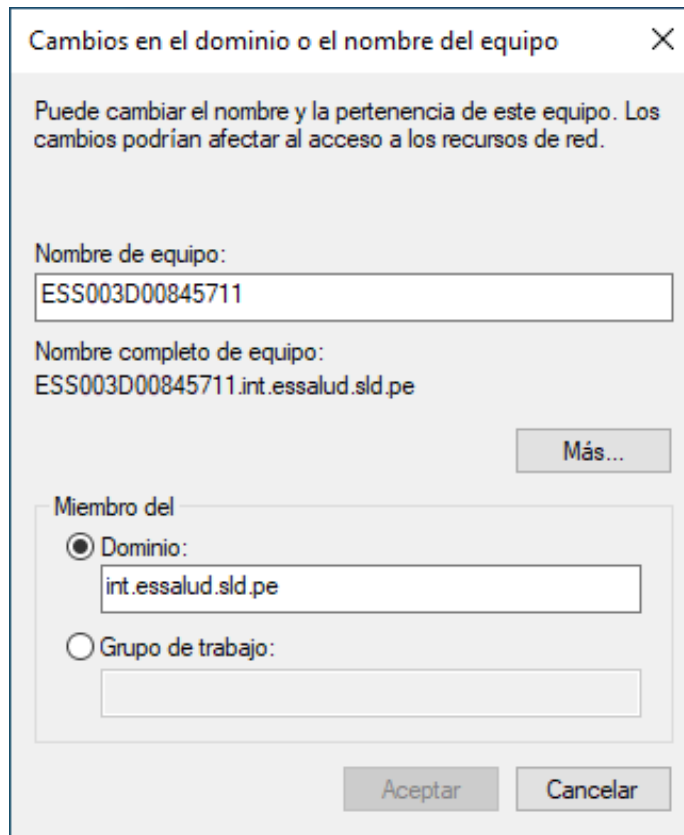 Cambios en el dominio o el nombre del equipo
Puede cambiar el nombre y la pertenencia de este equipo. Los
cambios podrían afectar al acceso a los recursos de red.
Nombre de equipo:
ESS003D00845711
Nombre completo de equipo:
ESS003D00845711.int.essalud.sld.pe
Más...
Miembro del
Dominio:
int.essalud.sld.pe
Grupo de trabajo:
Aceptar
Cancelar